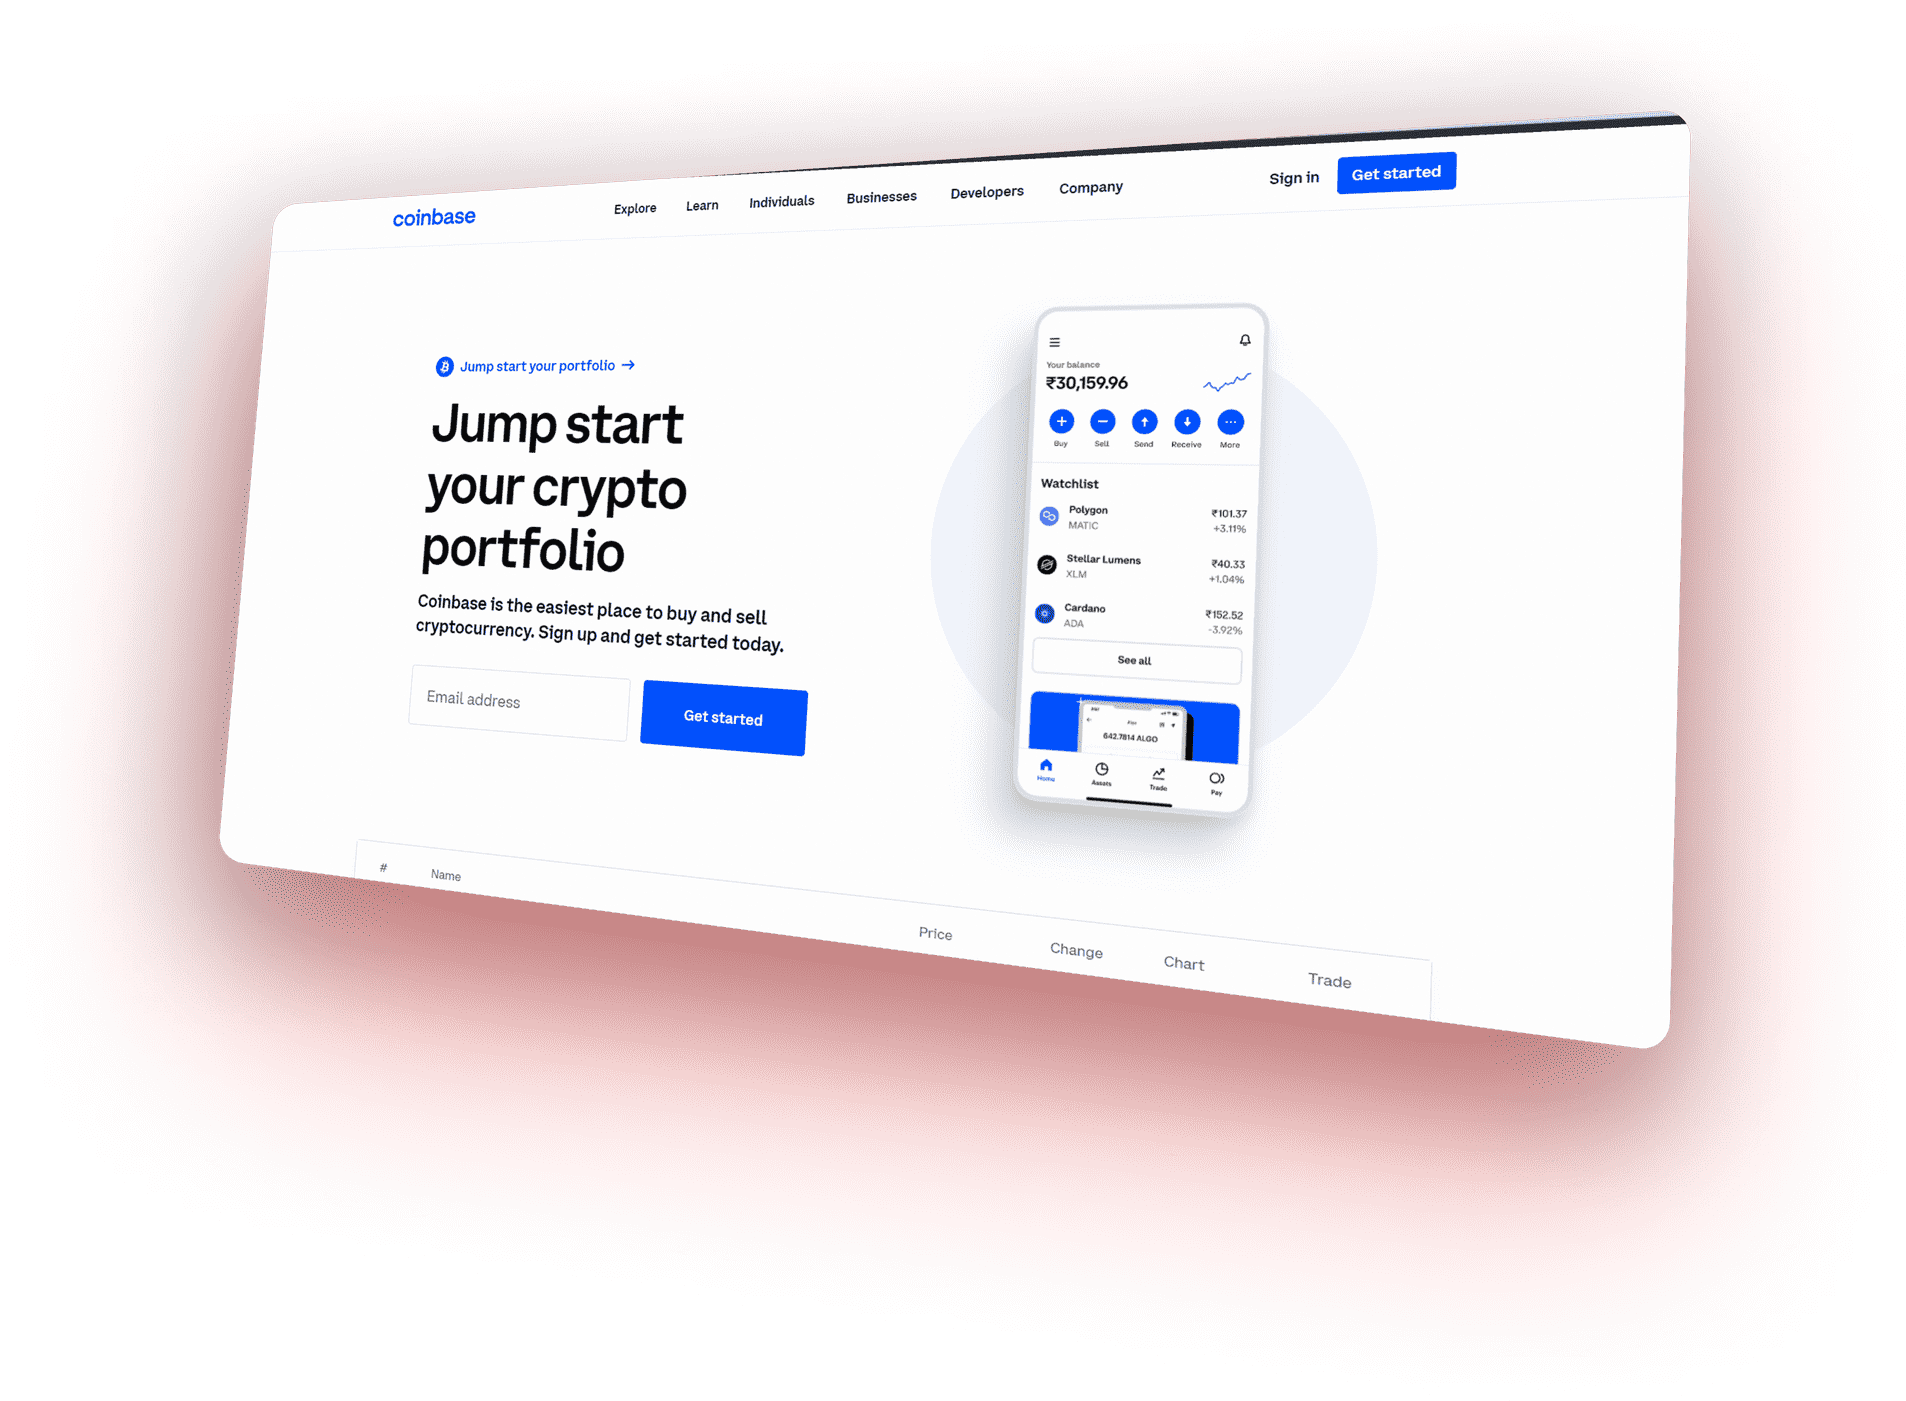 coinbase
Explore Learn Individuals Businesses Developers Company
Sign in
Get started
Jump start your portfolio →
Jump start
your crypto
portfolio
Coinbase is the easiest place to buy and sell
cryptocurrency. Sign up and get started today.
Email address
Get started
Your balance
₹30,159.96
Buy Sell Send Receive More
Watchlist
Polygon ₹101.37
MATIC +3.11%
Stellar Lumens ₹40.33
XLM +1.04%
Cardano ₹152.52
ADA -3.92%
See all
642.7814 ALGO
Home Assets Trade Pay
# Name Price Change Chart Trade